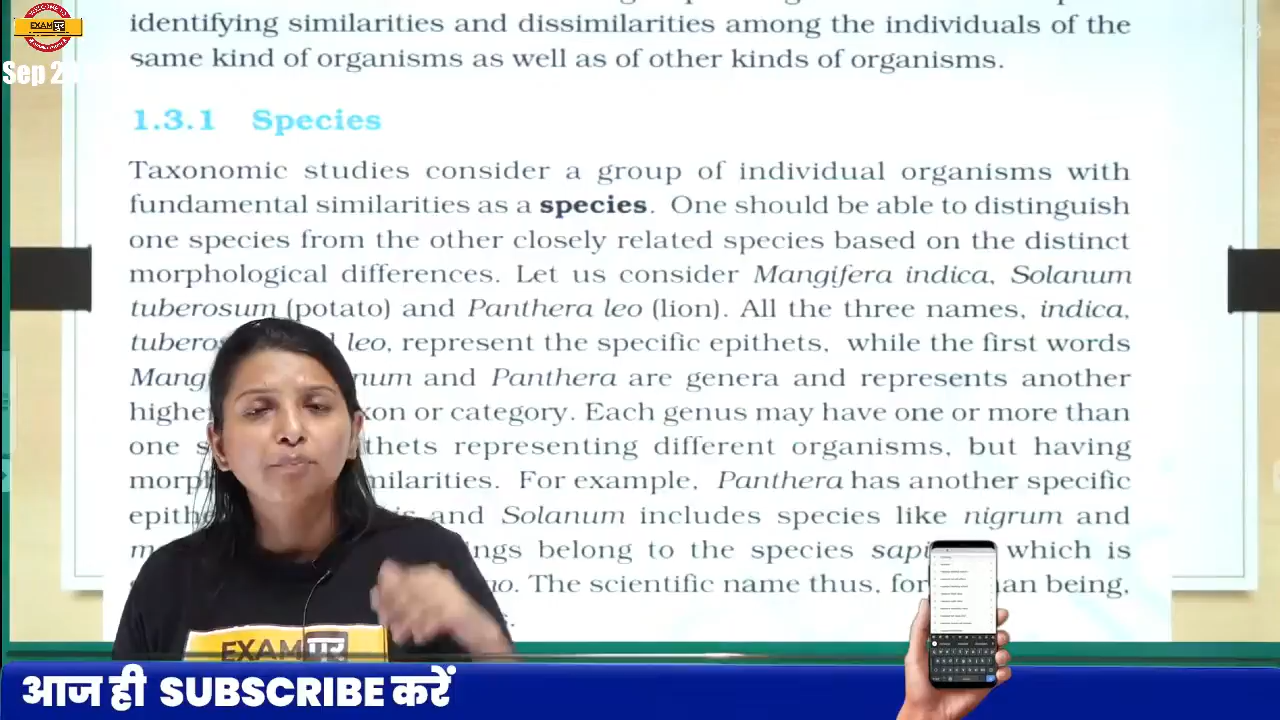 EXAMपर
Sep 2
identifying similarities and dissimilarities among the individuals of the
same kind of organisms as well as of other kinds of organisms.
1.3.1 Species
Taxonomic studies consider a group of individual organisms with
fundamental similarities as a species. One should be able to distinguish
one species from the other closely related species based on the distinct
morphological differences. Let us consider Mangifera indica, Solanum
tuberosum (potato) and Panthera leo (lion). All the three names, indica,
leo, represent the specific epithets, while the first words
and Panthera are genera and represents another
or category. Each genus may have one or more than
one representing different organisms, but having
For example, Panthera has another specific
and Solanum includes species like nigrum and
belong to the species which is
The scientific name thus, being,
EXAMपर
आज ही SUBSCRIBE करें